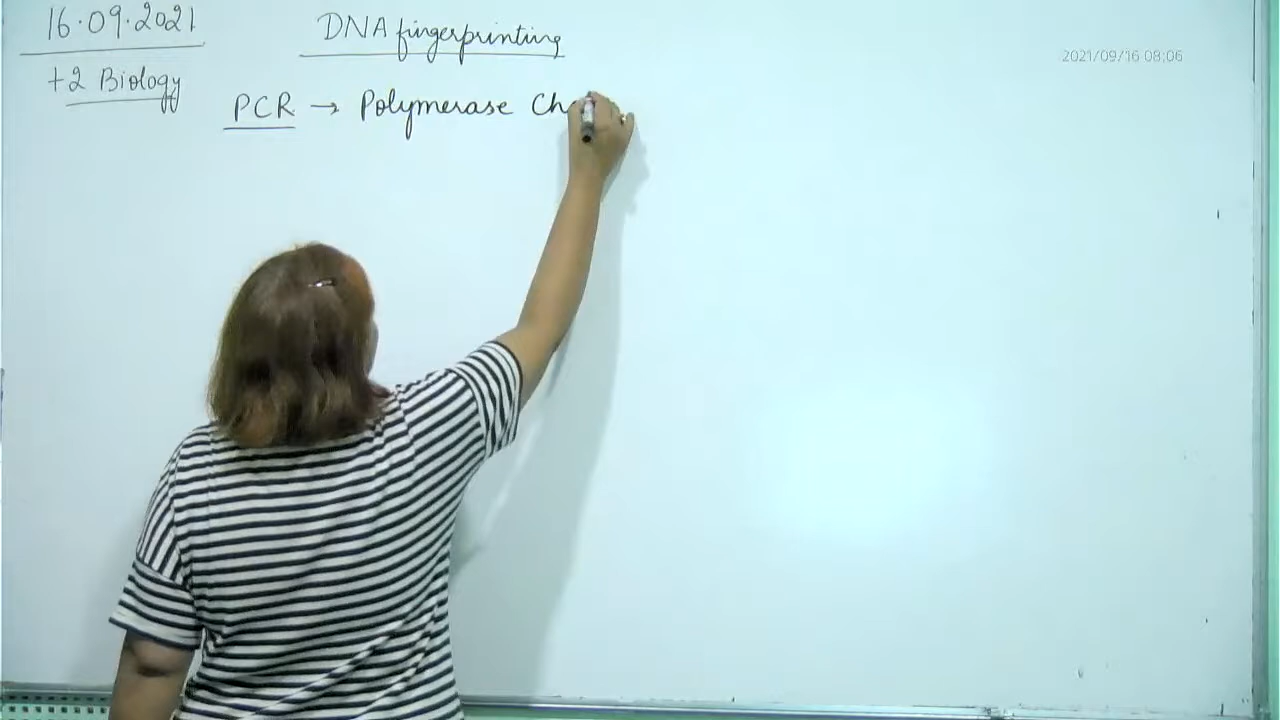 16.09.2021
DNA fingerprinting
2021/09/16 08:06
+2 Biology
PCR → Polymerase Ch